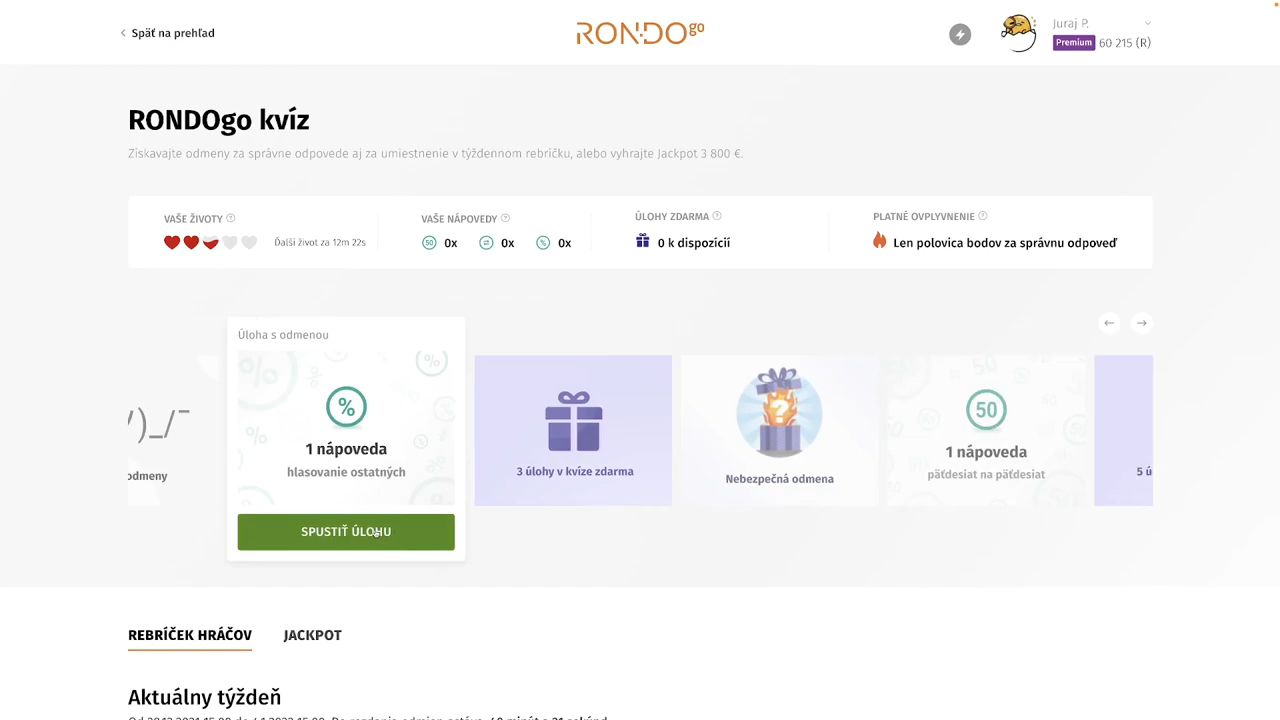 Späť na prehľad
RONDOgo
Juraj P.
Premium 60 215 (R)
RONDOgo kvíz
Získavajte odmeny za správne odpovede aj za umiestnenie v týždennom rebríčku, alebo vyhrajte Jackpot 3 800 €.
VAŠE ŽIVOTY
Ďalší život za 12m 22s
VAŠE NÁPOVEDY
50 0x 0x % 0x
ÚLOHY ZDARMA
0 k dispozícií
PLATNÉ OVPLYVNENIE
Len polovica bodov za správnu odpoveď
odmeny
Úloha s odmenou
%
1 nápoveda
hlasovanie ostatných
SPUSTIŤ ÚLOHU
3 úlohy v kvíze zdarma
Nebezpečná odmena
50
1 nápoveda
päťdesiat na päťdesiat
5 ú
REBRÍČEK HRÁČOV
JACKPOT
Aktuálny týždeň